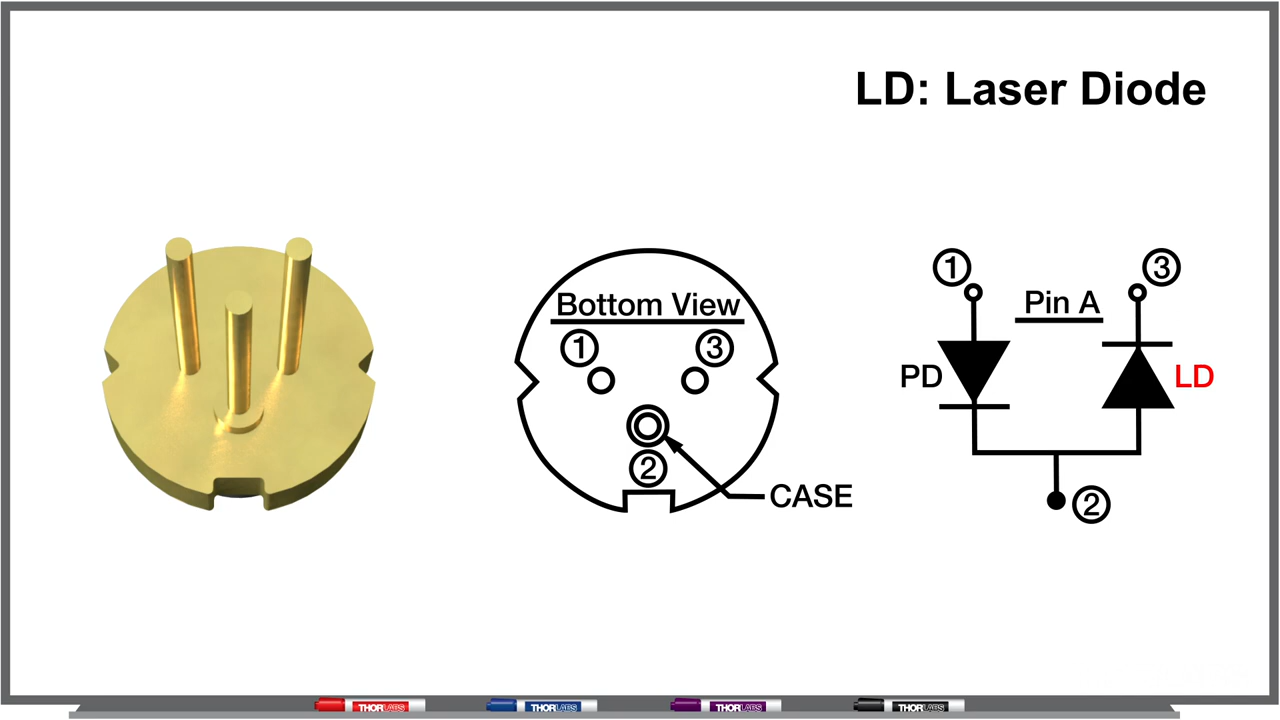 LD: Laser Diode
Bottom View
1
3
2
CASE
1
3
Pin A
PD
LD
2
THORLABS
THORLABS
THORLABS
THORLABS